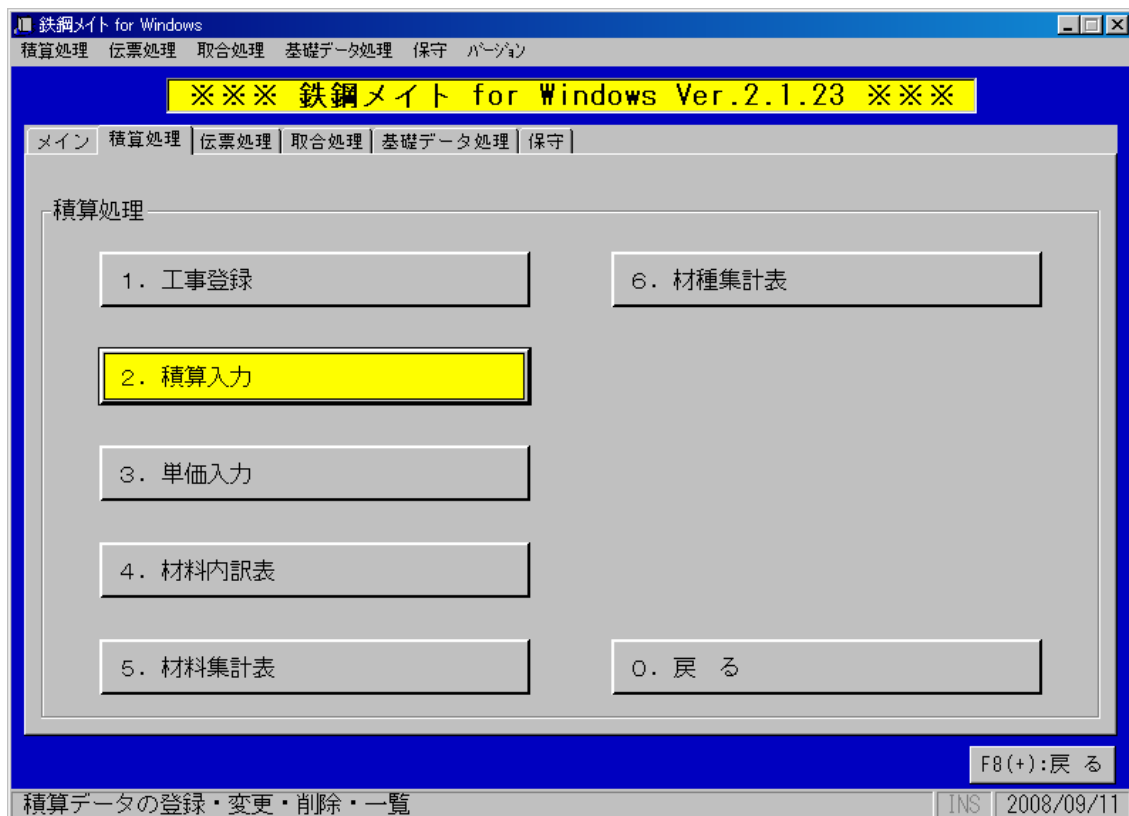 鉄鋼メイト for Windows
積算処理 伝票処理 取合処理 基礎データ処理 保守 バージョン
※※※ 鉄鋼メイト for Windows Ver.2.1.23 ※※※
メイン 積算処理 伝票処理 取合処理 基礎データ処理 保守
積算処理
1. 工事登録
6. 材種集計表
2. 積算入力
3. 単価入力
4. 材料内訳表
5. 材料集計表
0. 戻 る
F8(+):戻 る
積算データの登録・変更・削除・一覧 INS 2008/09/11